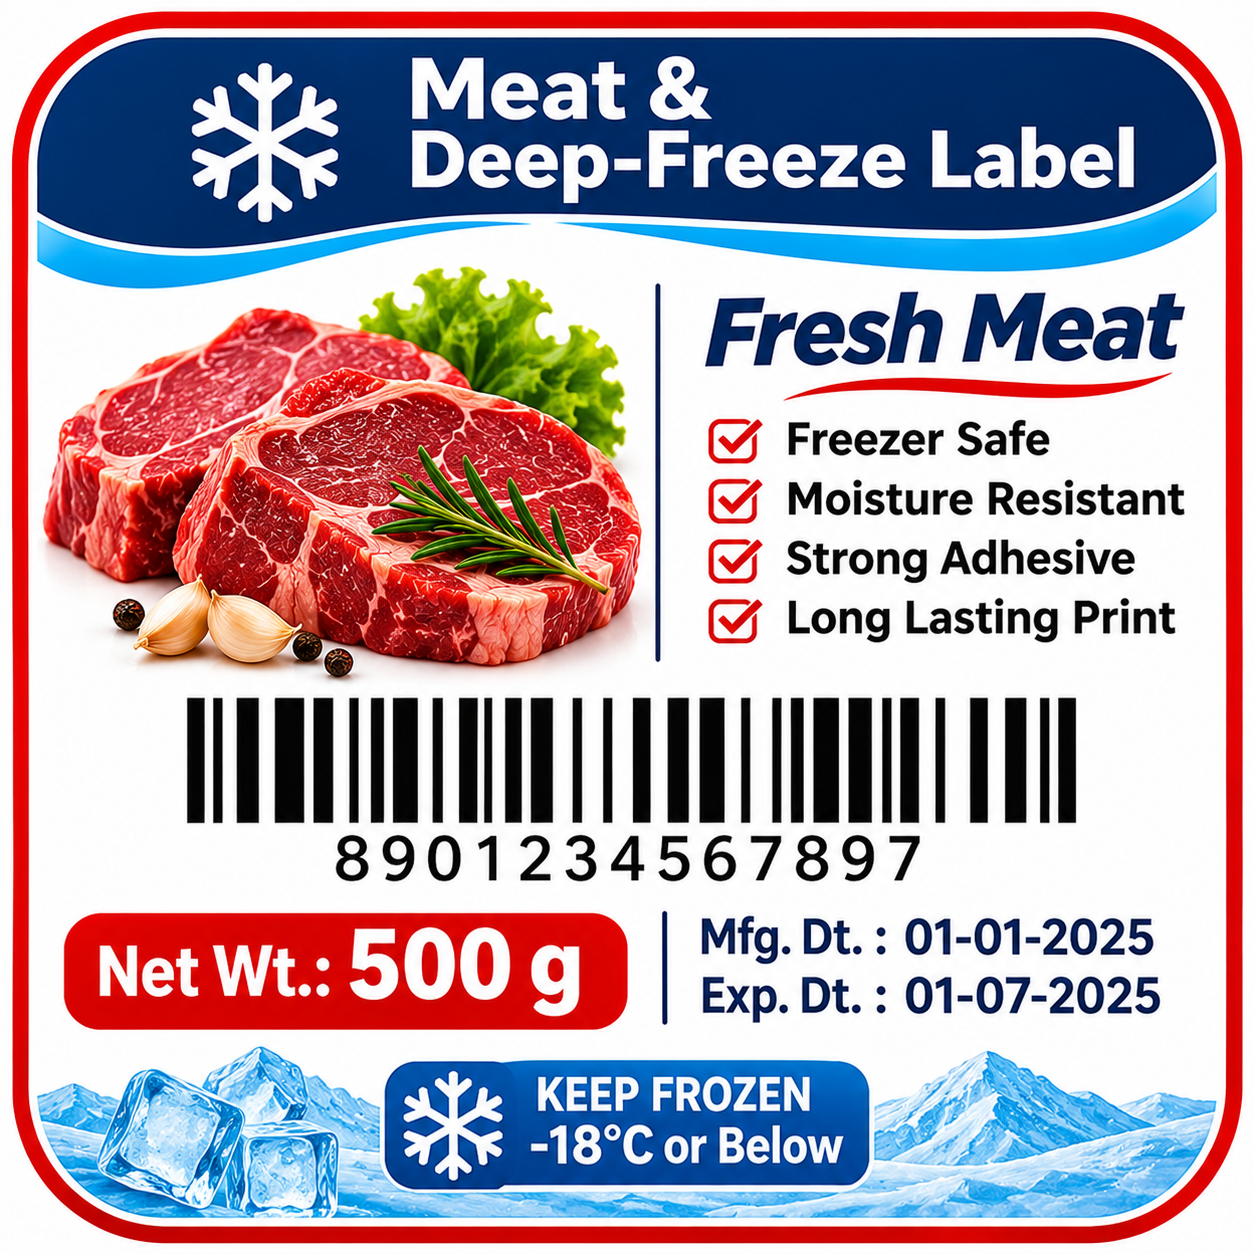 Meat &
Deep-Freeze Label
Fresh Meat
Freezer Safe
Moisture Resistant
Strong Adhesive
Long Lasting Print
8901234567897
Net Wt.: 500 g
Mfg. Dt. : 01-01-2025
Exp. Dt. : 01-07-2025
KEEP FROZEN
-18°C or Below